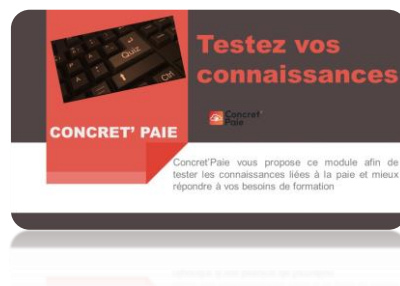 Testez vos
connaissances
Quiz
Ctrl
Concret'
Paie
CONCRET' PAIE
Concret'Paie vous propose ce module afin de
tester les connaissances liées à la paie et mieux
répondre à vos besoins de formation